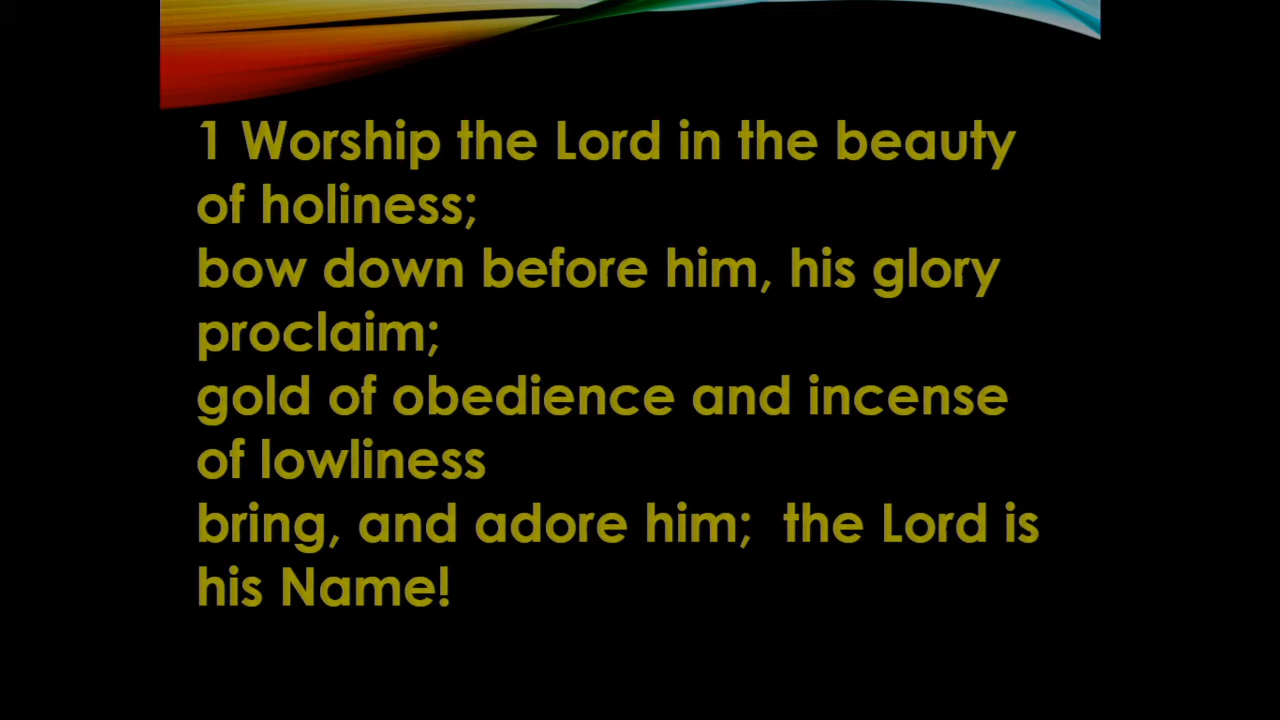 1 Worship the Lord in the beauty
of holiness;
bow down before him, his glory
proclaim;
gold of obedience and incense
of lowliness
bring, and adore him;  the Lord is
his Name!